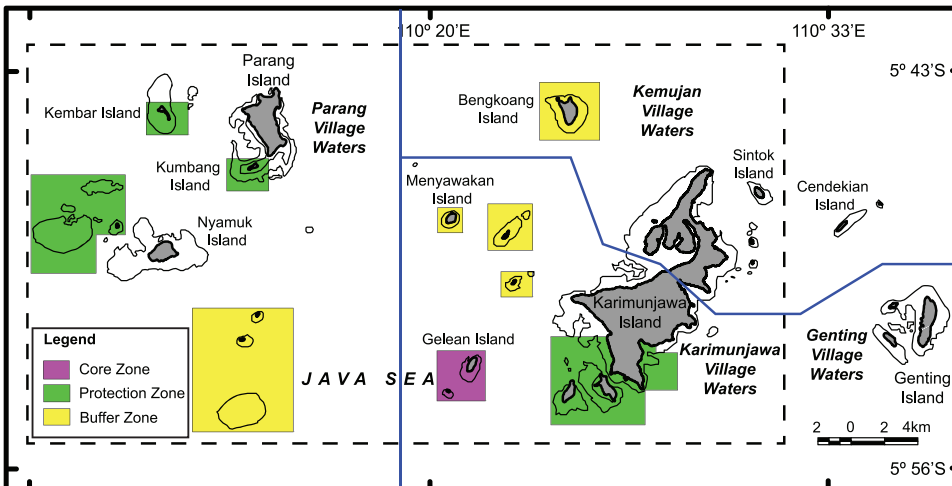 110º 20'E
110º 33'E
5º 43'S
Parang
Island
Kembar Island
Parang
Village
Waters
Bengkoang
Island
Kemujan
Village
Waters
Kumbang
Island
Menyawakan
Island
Sintok
Island
Cendekian
Island
Nyamuk
Island
Karimunjawa
Island
Legend
Core Zone
Protection Zone
Buffer Zone
JAVA SEA
Gelean Island
Karimunjawa
Village
Waters
Genting
Village
Waters
Genting
Island
2 0 2 4km
5º 56'S